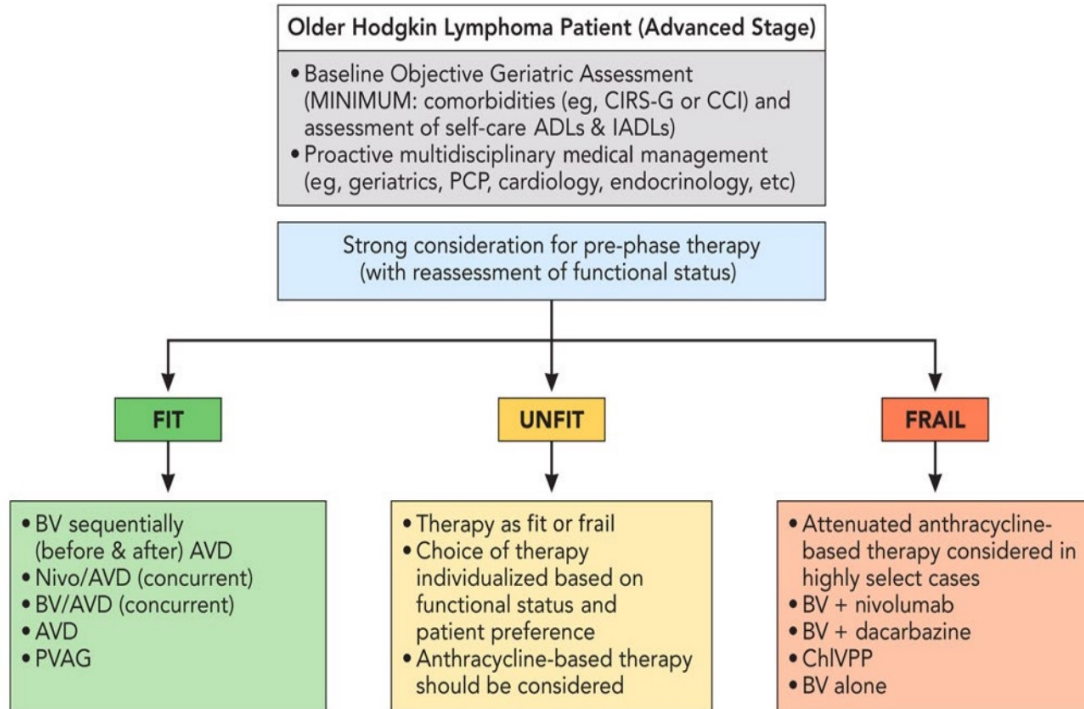 Older Hodgkin Lymphoma Patient (Advanced Stage)
• Baseline Objective Geriatric Assessment
(MINIMUM: comorbidities (eg, CIRS-G or CCI) and
assessment of self-care ADLs & IADLs)
• Proactive multidisciplinary medical management
(eg, geriatrics, PCP, cardiology, endocrinology, etc)
Strong consideration for pre-phase therapy
(with reassessment of functional status)
FIT
UNFIT
FRAIL
• BV sequentially
(before & after) AVD
• Nivo/AVD (concurrent)
• BV/AVD (concurrent)
• AVD
• PVAG
• Therapy as fit or frail
• Choice of therapy
individualized based on
functional status and
patient preference
• Anthracycline-based therapy
should be considered
• Attenuated anthracycline-
based therapy considered in
highly select cases
• BV + nivolumab
• BV + dacarbazine
• ChlVPP
• BV alone